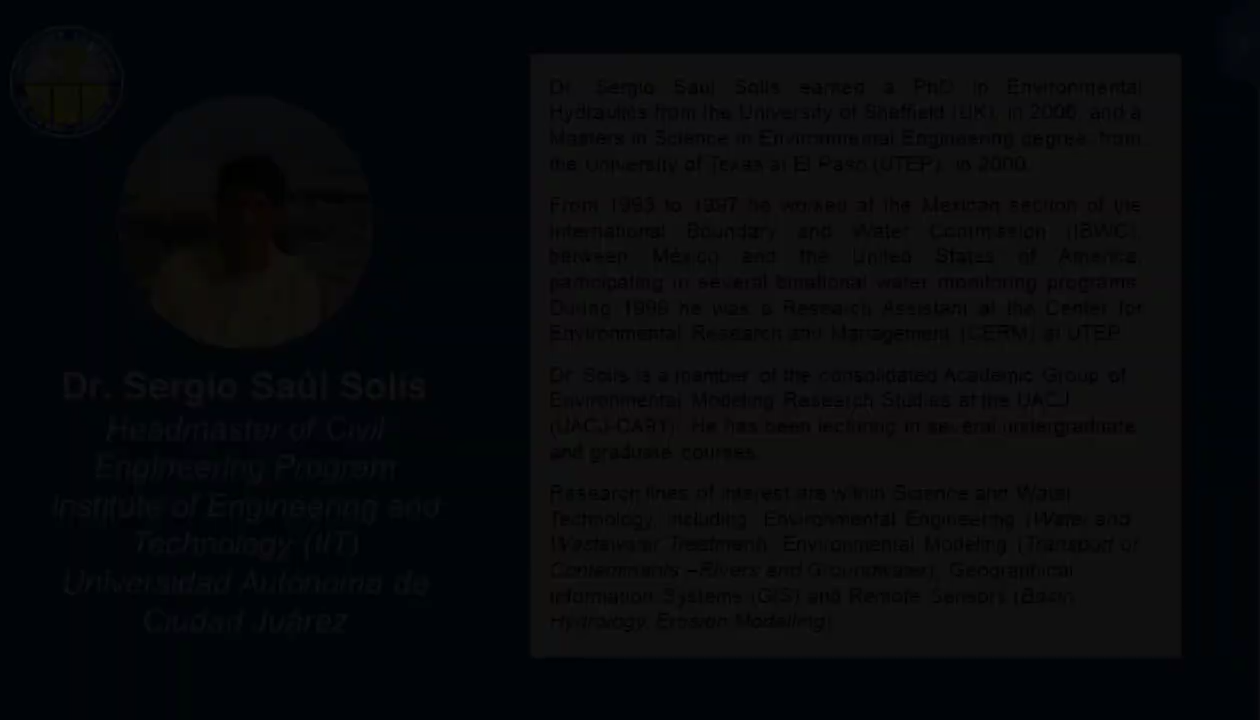 Dr. Sergio Saúl Solis
Headmaster of Civil
Engineering Program
Institute of Engineering and
Technology (IIT)
Universidad Autónoma de
Ciudad Juárez
Dr. Sergio Saúl Solis earned a PhD in Environmental
Hydraulics from the University of Sheffield (UK), in 2006, and a
Masters in Science in Environmental Engineering degree, from
the University of Texas at El Paso (UTEP), in 2000.
From 1993 to 1997 he worked at the Mexican section of the
International Boundary and Water Commission (IBWC),
between México and the United States of America,
participating in several binational water monitoring programs.
During 1998 he was a Research Assistant at the Center for
Environmental Research and Management (CERM) at UTEP.
Dr. Solis is a member of the consolidated Academic Group of
Environmental Modeling Research Studies at the UACJ
He has been lecturing in several undergraduate
and graduate courses.
Research lines of interest are within Science and Water
Technology, including: Environmental Engineering (Water and
Wastewater Treatment), Environmental Modeling (Transport of
Contaminants –Rivers and Groundwater), Geographical
Information Systems (GIS) and Remote Sensors (Basin
Hydrology, Erosion Modelling)